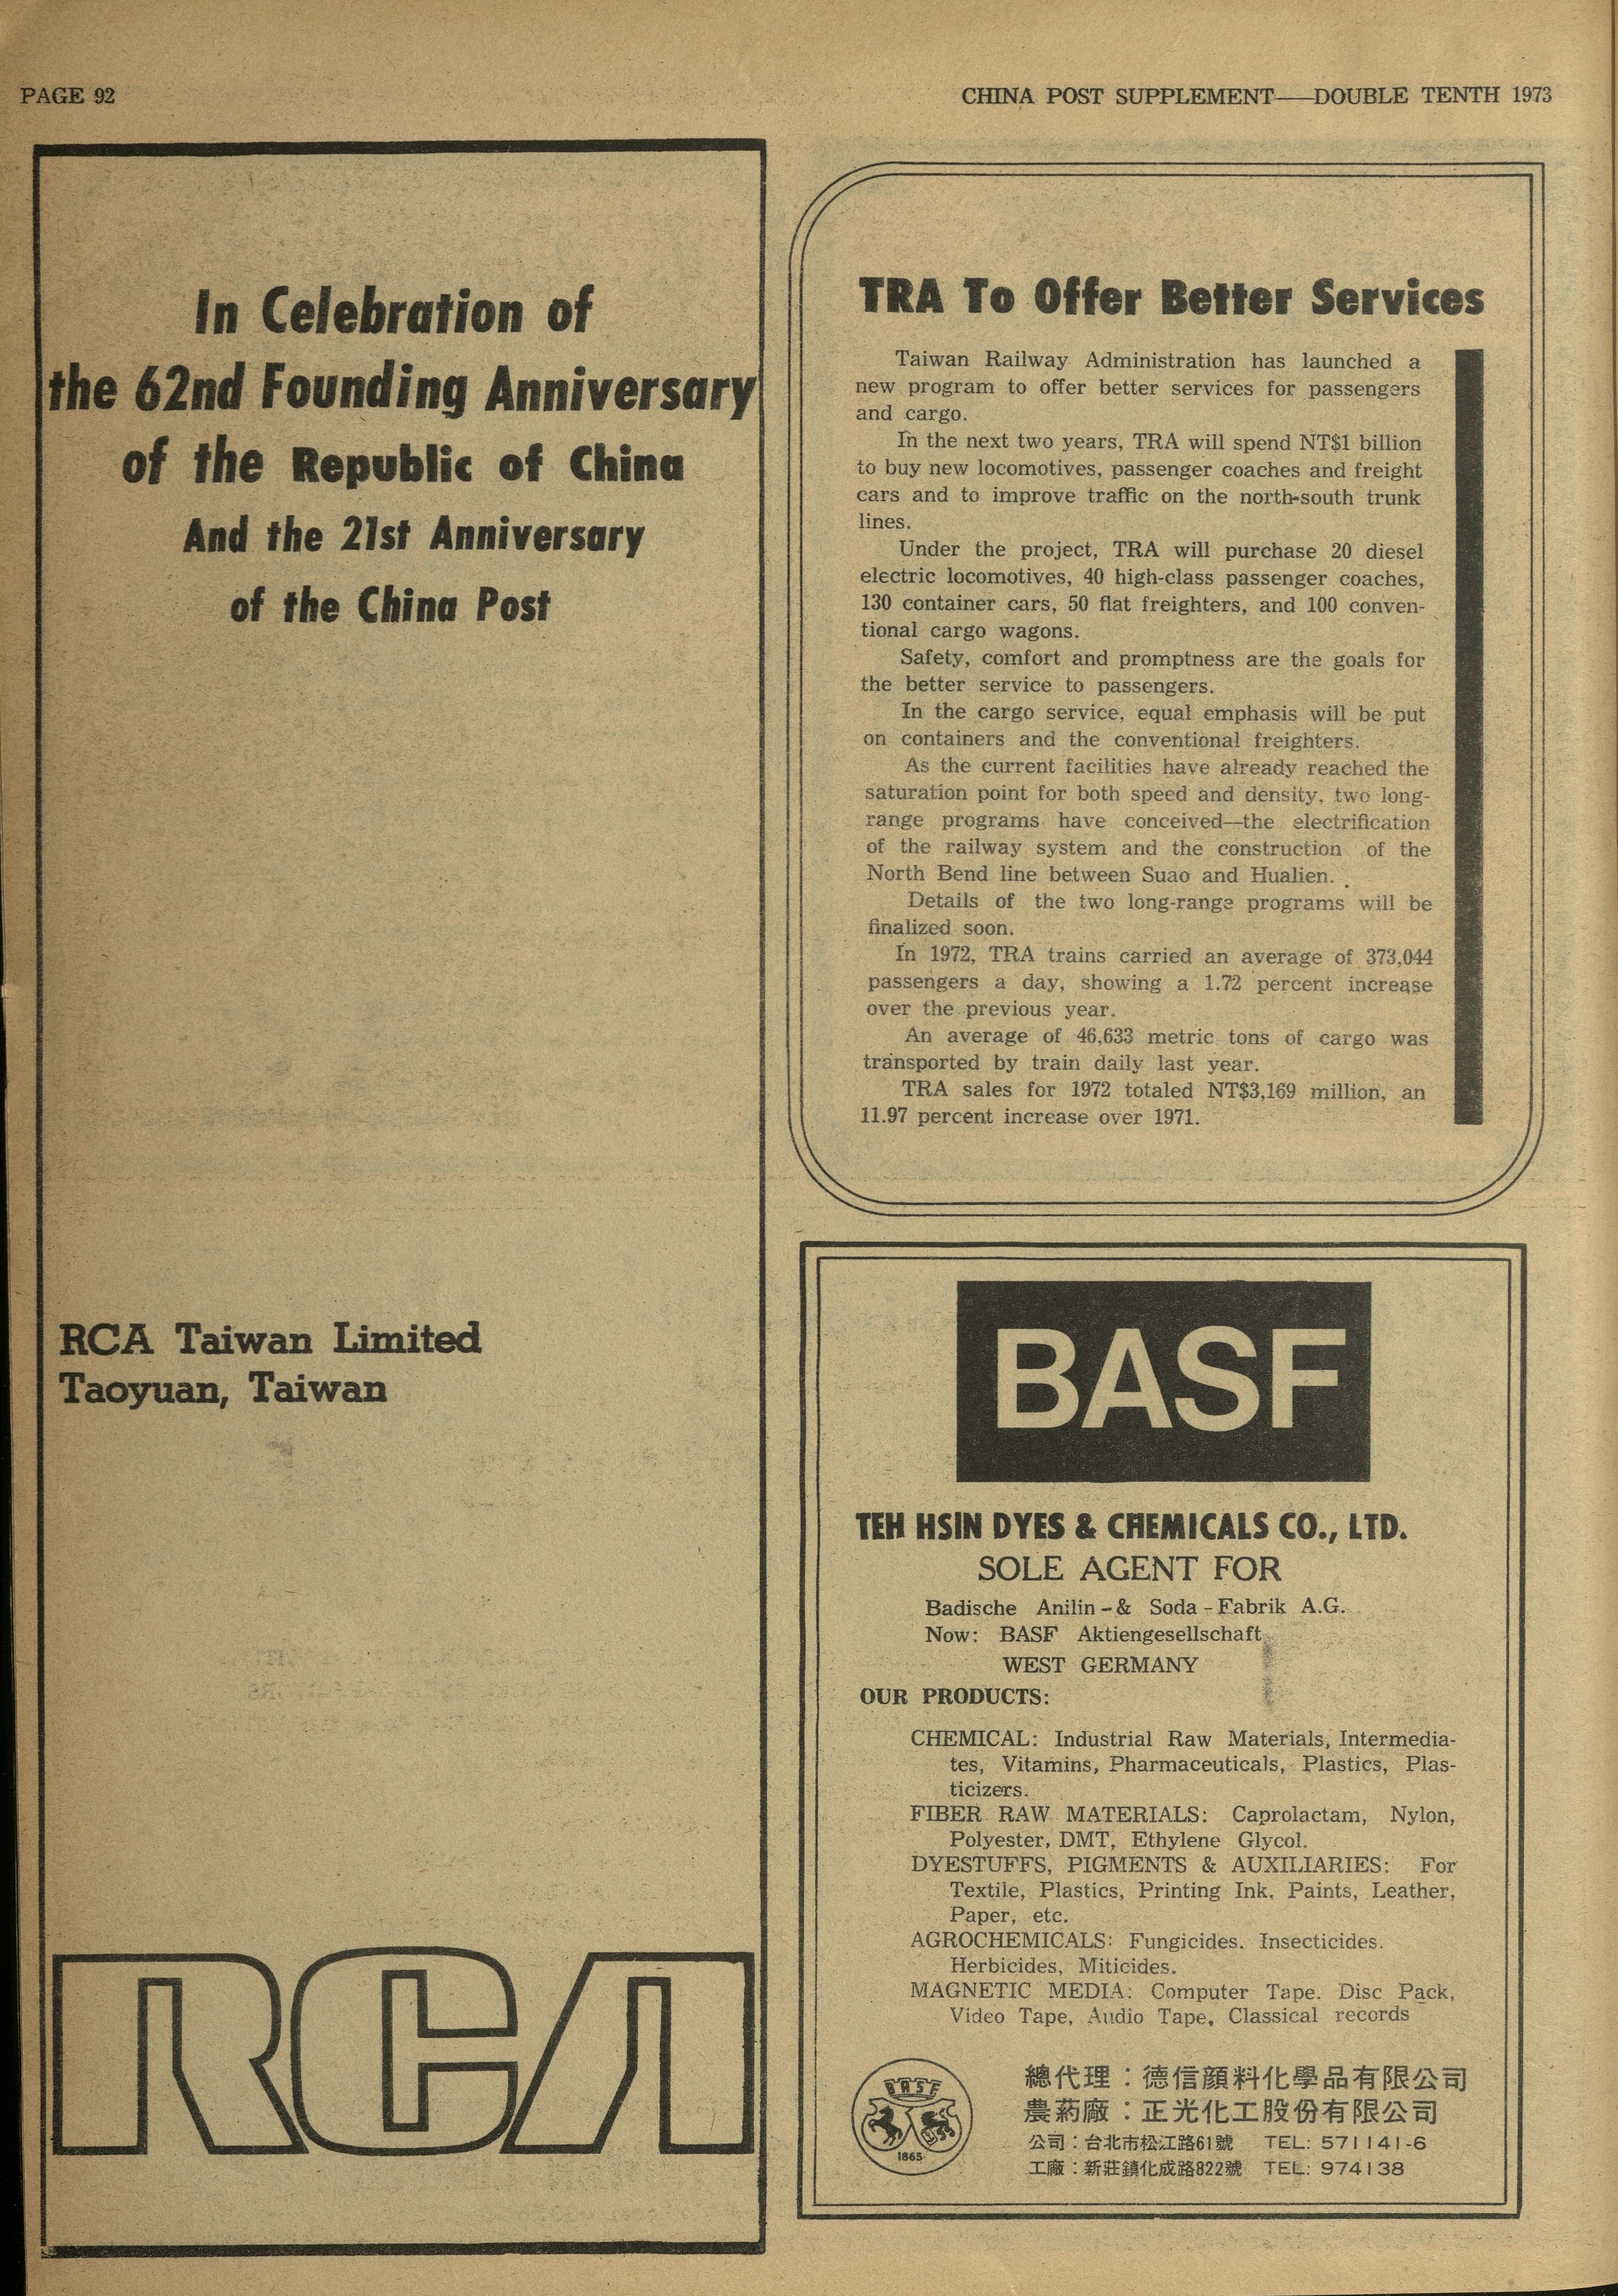 PAGE 92
CHINA POST SUPPLEMENT——DOUBLE TENTH 1973
In Celebration of
the 62nd Founding Anniversary
of the Republic of China
And the 21st Anniversary
of the China Post
RCA Taiwan Limited
Taoyuan, Taiwan
RCA
TRA To Offer Better Services
Taiwan Railway Administration has launched a
new program to offer better services for passengers
and cargo.
In the next two years, TRA will spend NT$1 billion
to buy new locomotives, passenger coaches and freight
cars and to improve traffic on the north-south trunk
lines.
Under the project, TRA will purchase 20 diesel
electric locomotives, 40 high-class passenger coaches,
130 container cars, 50 flat freighters, and 100 conven-
tional cargo wagons.
Safety, comfort and promptness are the goals for
the better service to passengers.
In the cargo service, equal emphasis will be put
on containers and the conventional freighters.
As the current facilities have already reached the
saturation point for both speed and density, two long-
range programs have conceived—the electrification
of the railway system and the construction of the
North Bend line between Suao and Hualien.
Details of the two long-range programs will be
finalized soon.
In 1972, TRA trains carried an average of 373,044
passengers a day, showing a 1.72 percent increase
over the previous year.
An average of 46,633 metric tons of cargo was
transported by train daily last year.
TRA sales for 1972 totaled NT$3,169 million, an
11.97 percent increase over 1971.
BASF
TEH HSIN DYES & CHEMICALS CO., LTD.
SOLE AGENT FOR
Badische Anilin-& Soda-Fabrik A.G.
Now: BASF Aktiengesellschaft
WEST GERMANY
OUR PRODUCTS:
CHEMICAL: Industrial Raw Materials, Intermedia-
tes, Vitamins, Pharmaceuticals, Plastics, Plas-
ticizers.
FIBER RAW MATERIALS: Caprolactam, Nylon,
Polyester, DMT, Ethylene Glycol.
DYESTUFFS, PIGMENTS & AUXILIARIES: For
Textile, Plastics, Printing Ink, Paints, Leather,
Paper, etc.
AGROCHEMICALS: Fungicides. Insecticides.
Herbicides, Miticides.
MAGNETIC MEDIA: Computer Tape. Disc Pack,
Video Tape, Audio Tape, Classical records
BASF
1865
總代理：德信顏料化學品有限公司
農葯廠：正光化工股份有限公司
公司：台北市松江路61號 TEL: 571141-6
工廠：新莊鎮化成路822號 TEL: 974138